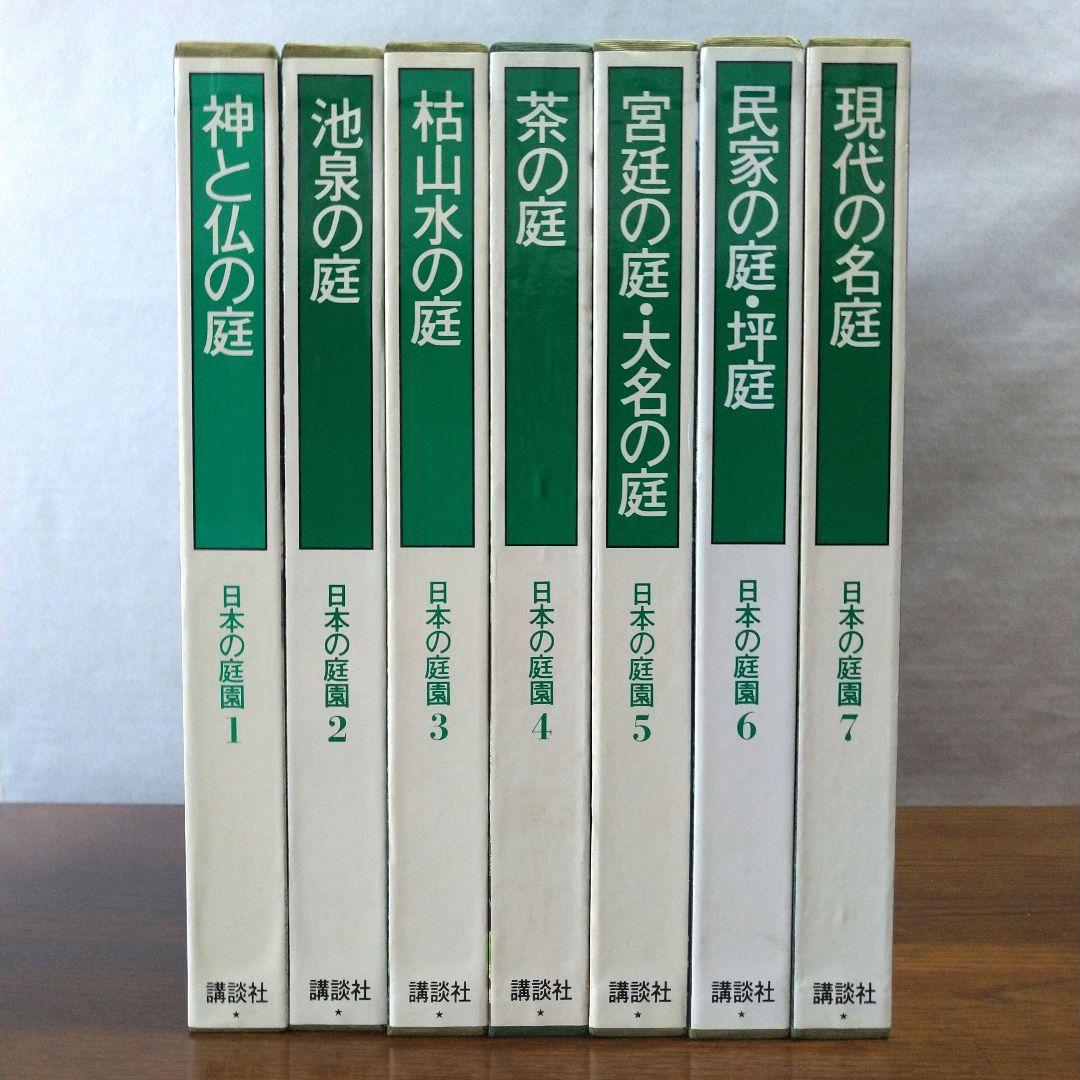 神と仏の庭
日本の庭園1
講談社
池泉の庭
日本の庭園2
講談社
枯山水の庭
日本の庭園3
講談社
茶の庭
日本の庭園4
講談社
宮廷の庭・大名の庭
日本の庭園5
講談社
民家の庭・坪庭
日本の庭園6
講談社
現代の名庭
日本の庭園7
講談社